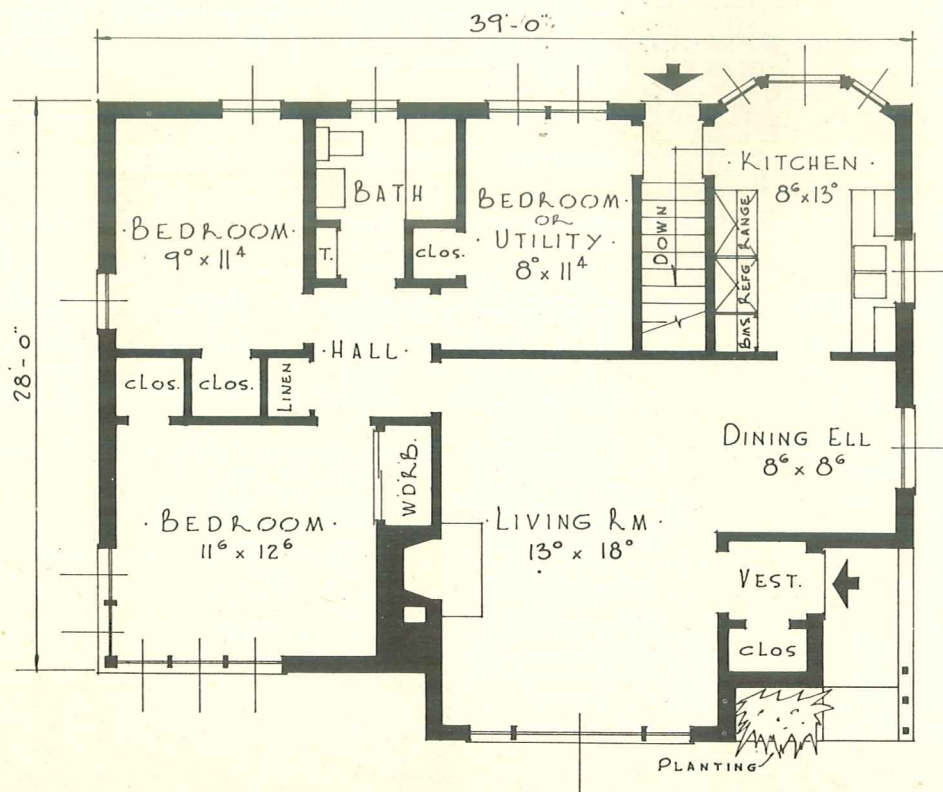 39'-0"
28'-0"
·BEDROOM·
9⁰ x 11⁴
BATH
T.
CLOS.
BEDROOM
OR
·UTILITY·
8⁰ x 11⁴
DOWN
·KITCHEN·
8⁶ x 13⁰
RANGE
REFG
BMS
·HALL·
CLOS.
CLOS.
LINEN
WDRB.
·BEDROOM·
11⁶ x 12⁶
·LIVING RM·
13⁰ x 18⁰
DINING ELL
8⁶ x 8⁶
VEST.
CLOS
PLANTING